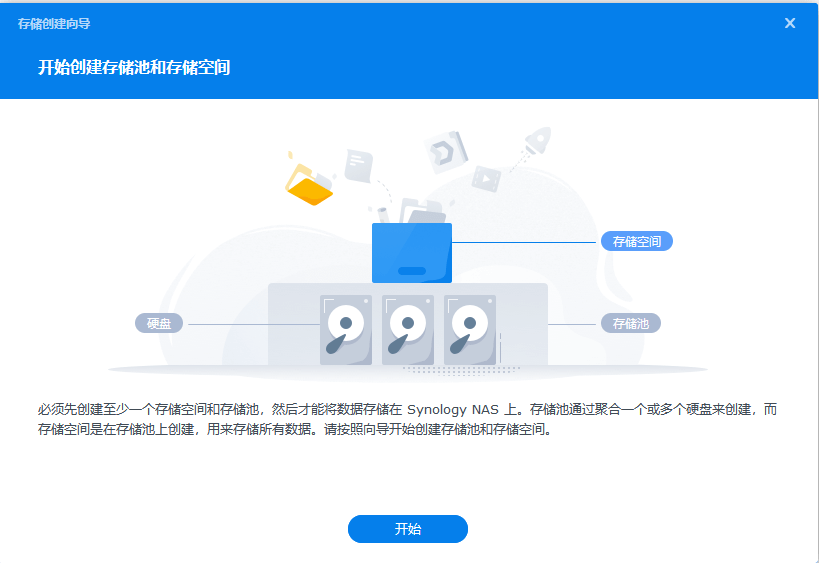 存储创建向导
开始创建存储池和存储空间
存储空间
硬盘
存储池
必须先创建至少一个存储空间和存储池，然后才能将数据存储在 Synology NAS 上。存储池通过聚合一个或多个硬盘来创建，而
存储空间是在存储池上创建，用来存储所有数据。请按照向导开始创建存储池和存储空间。
开始